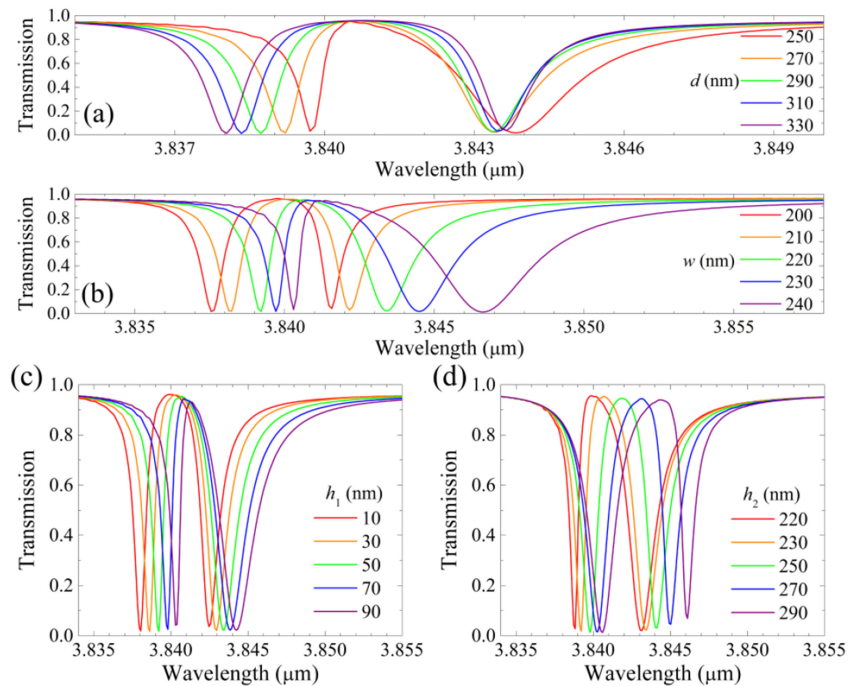 1.0
0.8
0.6
0.4
0.2
0.0
Transmission
(a)
d (nm)
250
270
290
310
330
3.837 3.840 3.843 3.846 3.849
Wavelength (μm)
1.0
0.8
0.6
0.4
0.2
0.0
Transmission
(b)
w (nm)
200
210
220
230
240
3.835 3.840 3.845 3.850 3.855
Wavelength (μm)
(c)
1.0
0.8
0.6
0.4
0.2
0.0
Transmission
h1 (nm)
10
30
50
70
90
3.835 3.840 3.845 3.850 3.855
Wavelength (μm)
(d)
1.0
0.8
0.6
0.4
0.2
0.0
Transmission
h2 (nm)
220
230
250
270
290
3.835 3.840 3.845 3.850 3.855
Wavelength (μm)